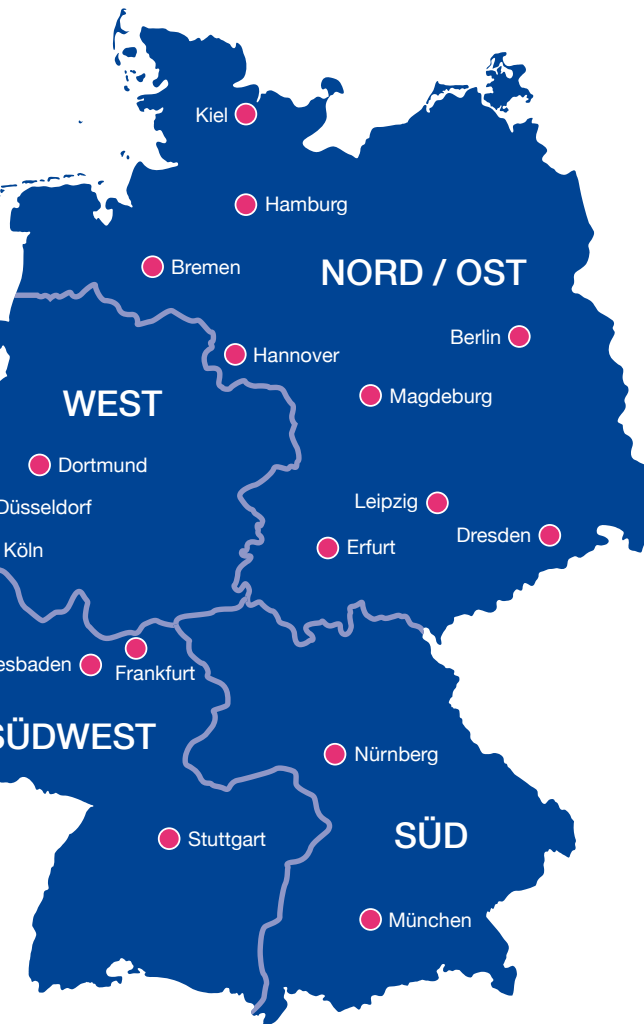 Kiel
Hamburg
Bremen
NORD / OST
Berlin
Hannover
Magdeburg
WEST
Dortmund
Leipzig
Düsseldorf
Dresden
Erfurt
Köln
esbaden
Frankfurt
SÜDWEST
Nürnberg
SÜD
Stuttgart
München